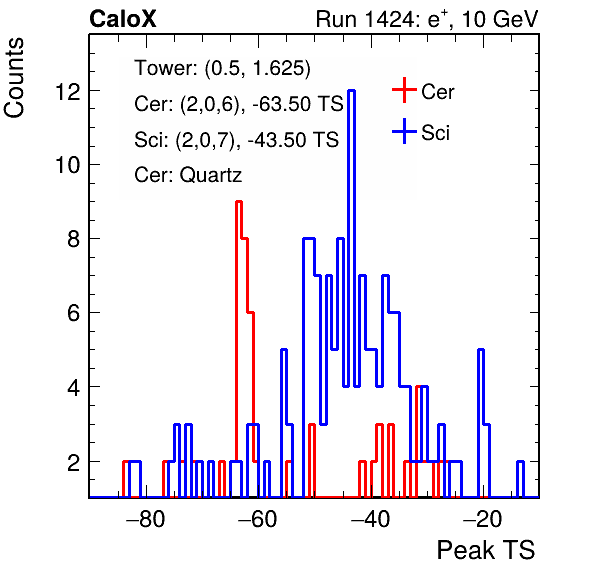 CaloX
Run 1424: e+, 10 GeV
Counts
Tower: (0.5, 1.625)
Cer: (2,0,6), -63.50 TS
Sci: (2,0,7), -43.50 TS
Cer: Quartz
Cer
Sci
12
10
8
6
4
2
−80
−60
−40
−20
Peak TS